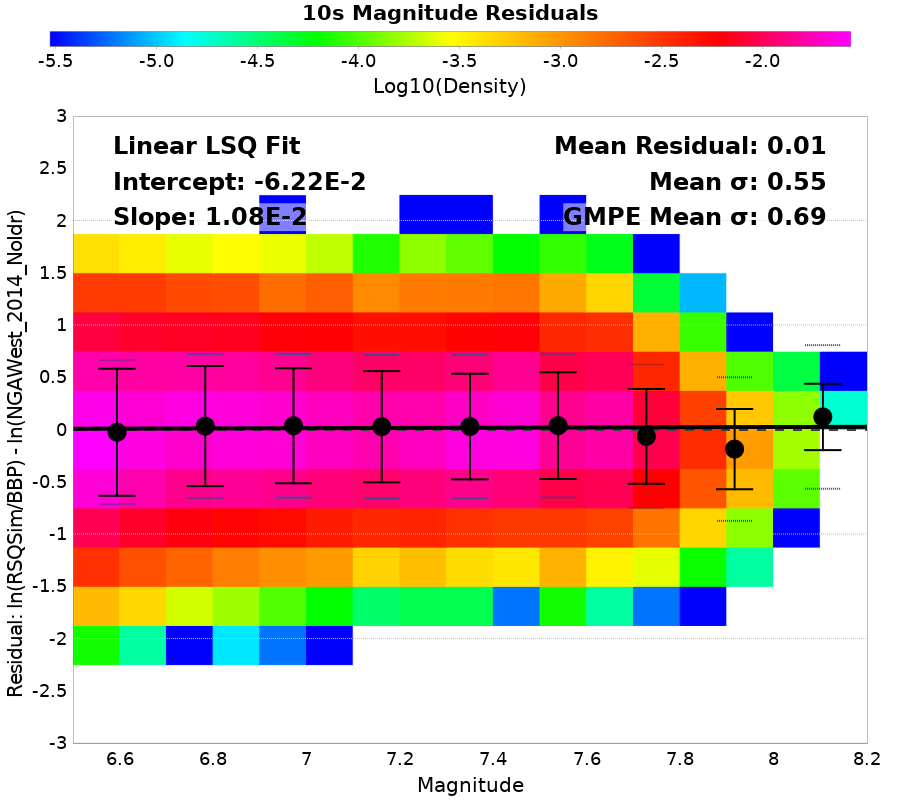 10s Magnitude Residuals
-5.5 -5.0 -4.5 -4.0 -3.5 -3.0 -2.5 -2.0
Log10(Density)
Linear LSQ Fit
Intercept: -6.22E-2
Slope: 1.08E-2
Mean Residual: 0.01
Mean σ: 0.55
GMPE Mean σ: 0.69
Residual: ln(RSQSim/BBP) - ln(NGAWest_2014_NoIdr)
3
2.5
2
1.5
1
0.5
0
-0.5
-1
-1.5
-2
-2.5
-3
6.6 6.8 7 7.2 7.4 7.6 7.8 8 8.2
Magnitude